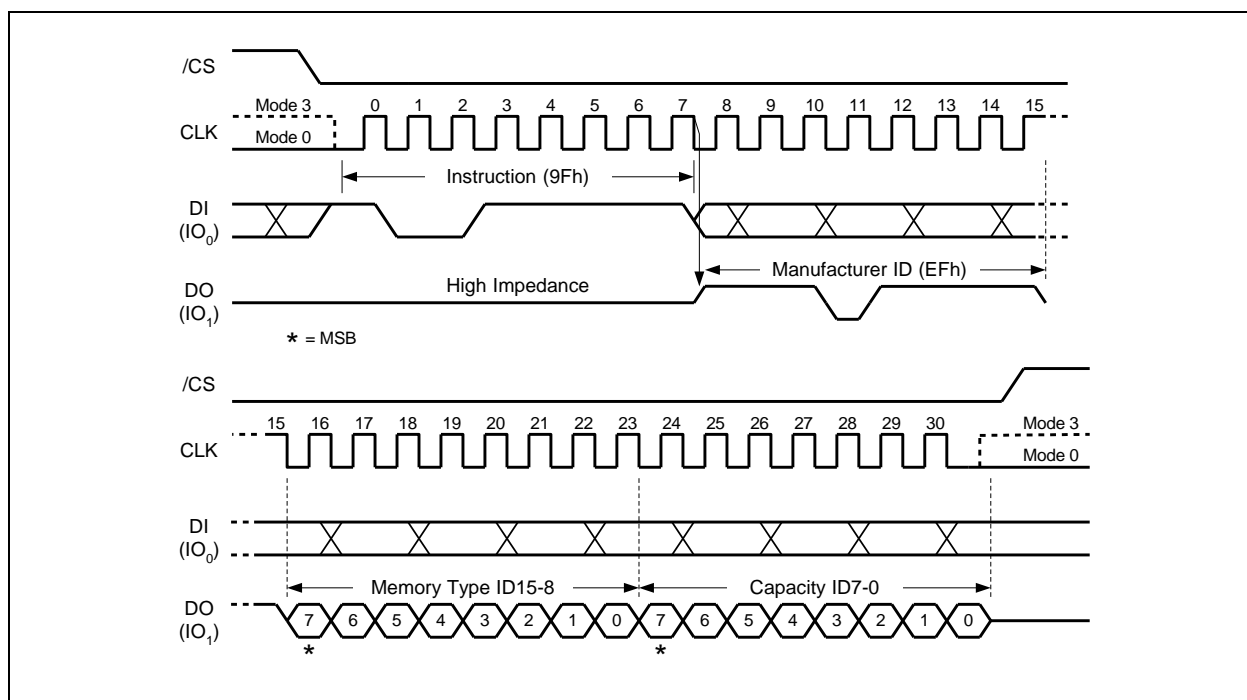 /CS
Mode 3 0 1 2 3 4 5 6 7 8 9 10 11 12 13 14 15
CLK Mode 0
Instruction (9Fh)
DI
(IO0)
Manufacturer ID (EFh)
High Impedance
DO
(IO1)
* = MSB
/CS
15 16 17 18 19 20 21 22 23 24 25 26 27 28 29 30 Mode 3
CLK Mode 0
DI
(IO0)
Memory Type ID15-8 Capacity ID7-0
DO
(IO1)
7 6 5 4 3 2 1 0 7 6 5 4 3 2 1 0
* *